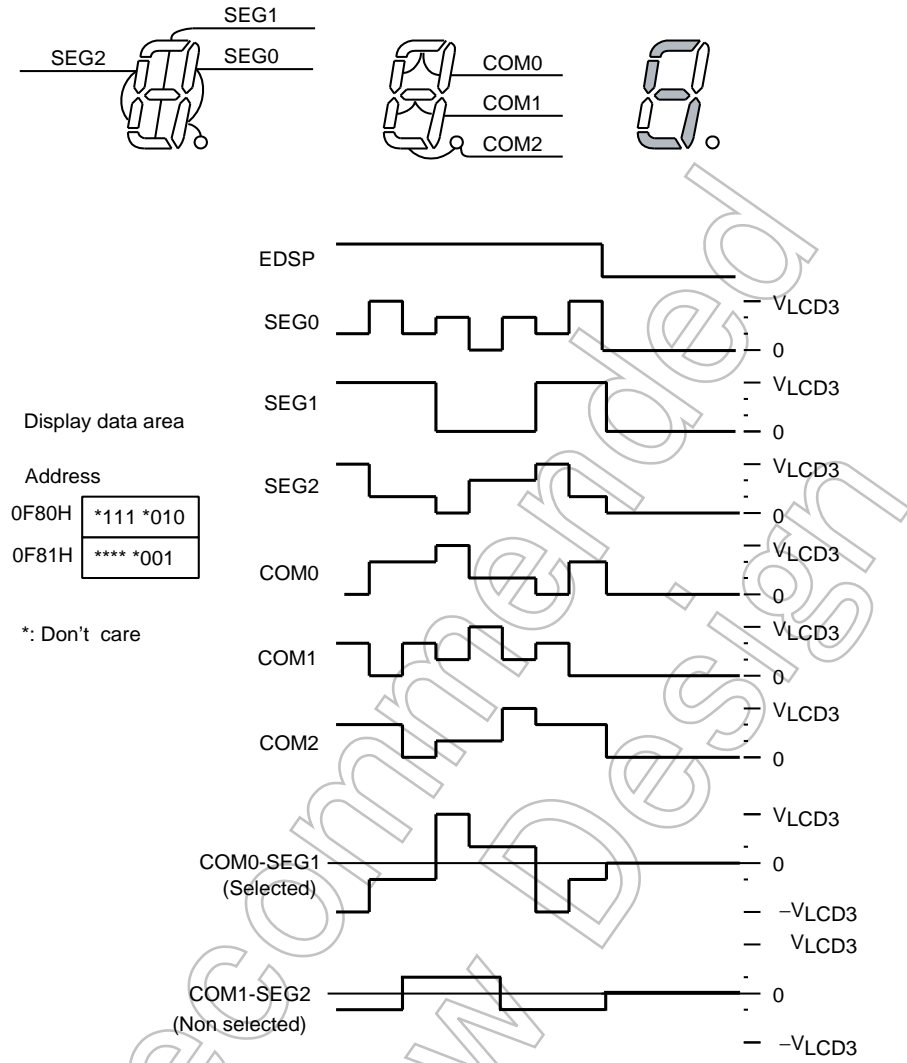 SEG1
SEG2
SEG0
COM0
COM1
COM2
EDSP
SEG0
VLCD3
0
SEG1
VLCD3
0
Display data area
SEG2
VLCD3
0
Address
0F80H *111 *010
0F81H **** *001
COM0
VLCD3
0
*: Don't care
COM1
VLCD3
0
COM2
VLCD3
0
COM0-SEG1
(Selected)
VLCD3
0
−VLCD3
COM1-SEG2
(Non selected)
VLCD3
0
−VLCD3